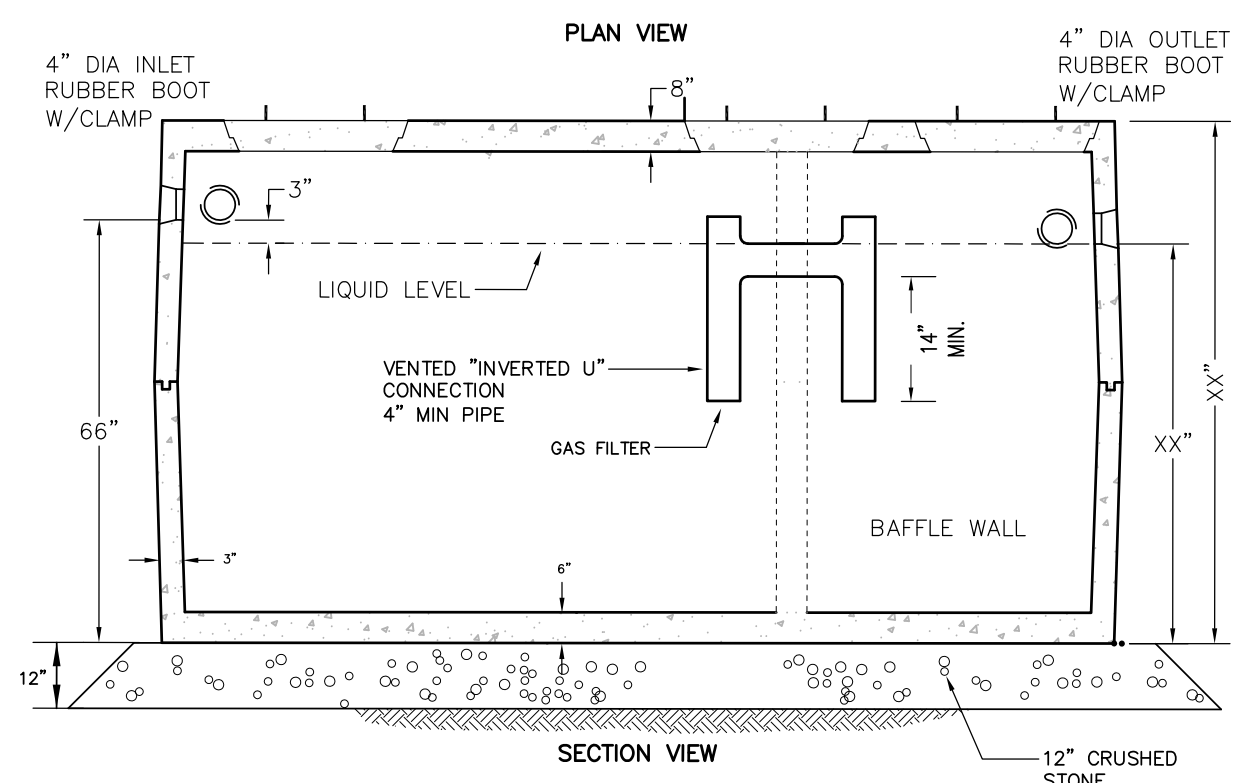 PLAN VIEW
4" DIA INLET
RUBBER BOOT
W/CLAMP
4" DIA OUTLET
RUBBER BOOT
W/CLAMP
8"
3"
LIQUID LEVEL
14"
MIN.
VENTED "INVERTED U"
CONNECTION
4" MIN PIPE
GAS FILTER
66"
XX"
XX"
BAFFLE WALL
3"
6"
12"
SECTION VIEW
12" CRUSHED
STONE